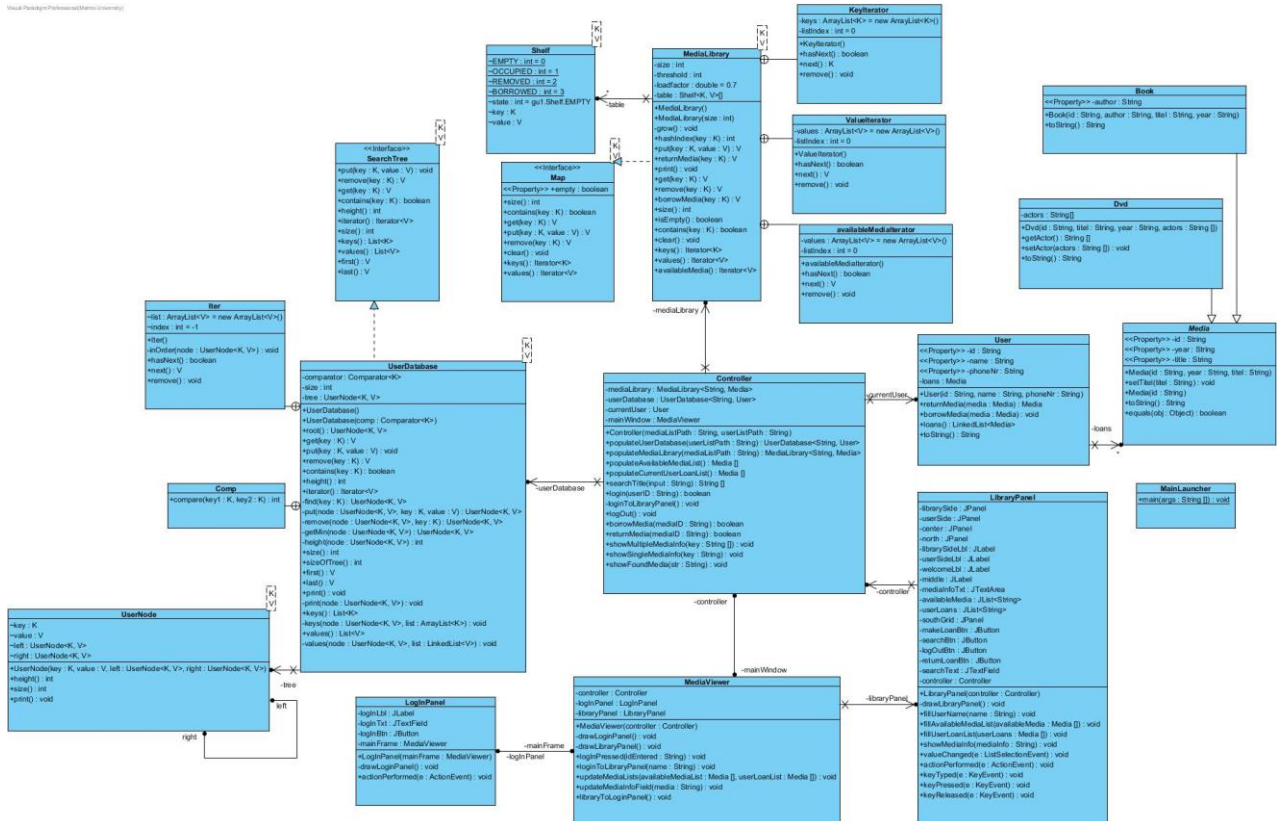 Visual Paradigm Professional(Malmo University)
KeyIterator
-keys : ArrayList<K> = new ArrayList<K>()
-listIndex : int = 0
+KeyIterator()
+hasNext() : boolean
+next() : K
+remove() : void
K
V
Shelf
~EMPTY : int = 0
~OCCUPIED : int = 1
~REMOVED : int = 2
~BORROWED : int = 3
~state : int = gu1.Shelf.EMPTY
~key : K
~value : V
K
V
MediaLibrary
-size : int
-threshold : int
-loadfactor : double = 0.7
-table : Shelf<K, V>[]
+MediaLibrary()
+MediaLibrary(size : int)
-grow() : void
+hashIndex(key : K) : int
+put(key : K, value : V) : V
+returnMedia(key : K) : V
+print() : void
+get(key : K) : V
+remove(key : K) : V
+borrowMedia(key : K) : V
+size() : int
+isEmpty() : boolean
+contains(key : K) : boolean
+clear() : void
+keys() : Iterator<K>
+values() : Iterator<V>
+availableMedia() : Iterator<V>
*
-table
Book
<<Property>> -author : String
+Book(id : String, author : String, titel : String, year : String)
+toString() : String
ValueIterator
-values : ArrayList<V> = new ArrayList<V>()
-listIndex : int = 0
+ValueIterator()
+hasNext() : boolean
+next() : V
+remove() : void
K
V
<<Interface>>
SearchTree
+put(key : K, value : V) : void
+remove(key : K) : V
+get(key : K) : V
+contains(key : K) : boolean
+height() : int
+iterator() : Iterator<V>
+size() : int
+keys() : List<K>
+values() : List<V>
+first() : V
+last() : V
K
V
<<Interface>>
Map
<<Property>> +empty : boolean
+size() : int
+contains(key : K) : boolean
+get(key : K) : V
+put(key : K, value : V) : V
+remove(key : K) : V
+clear() : void
+keys() : Iterator<K>
+values() : Iterator<V>
Dvd
-actors : String[]
+Dvd(id : String, titel : String, year : String, actors : String [])
+getActor() : String []
+setActor(actors : String []) : void
+toString() : String
availableMediaIterator
-values : ArrayList<V> = new ArrayList<V>()
-listIndex : int = 0
+availableMediaIterator()
+hasNext() : boolean
+next() : V
+remove() : void
-mediaLibrary
Iter
~list : ArrayList<V> = new ArrayList<V>()
~index : int = -1
+Iter()
-inOrder(node : UserNode<K, V>) : void
+hasNext() : boolean
+next() : V
+remove() : void
Media
<<Property>> -id : String
<<Property>> -year : String
<<Property>> -title : String
+Media(id : String, year : String, titel : String)
+setTitel(titel : String) : void
+Media(id : String)
+toString() : String
+equals(obj : Object) : boolean
User
<<Property>> -id : String
<<Property>> -name : String
<<Property>> -phoneNr : String
-loans : Media
+User(id : String, name : String, phoneNr : String)
+returnMedia(media : Media) : Media
+borrowMedia(media : Media) : void
+loans() : LinkedList<Media>
+toString() : String
-currentUser
-loans
*
K
V
UserDatabase
-comparator : Comparator<K>
-size : int
-tree : UserNode<K, V>
+UserDatabase()
+UserDatabase(comp : Comparator<K>)
+root() : UserNode<K, V>
+get(key : K) : V
+put(key : K, value : V) : void
+remove(key : K) : V
+contains(key : K) : boolean
+height() : int
+iterator() : Iterator<V>
-find(key : K) : UserNode<K, V>
-put(node : UserNode<K, V>, key : K, value : V) : UserNode<K, V>
-remove(node : UserNode<K, V>, key : K) : UserNode<K, V>
-getMin(node : UserNode<K, V>) : UserNode<K, V>
-height(node : UserNode<K, V>) : int
+size() : int
+sizeOfTree() : int
+first() : V
+last() : V
+print() : void
-print(node : UserNode<K, V>) : void
+keys() : List<K>
-keys(node : UserNode<K, V>, list : ArrayList<K>) : void
+values() : List<V>
-values(node : UserNode<K, V>, list : LinkedList<V>) : void
Controller
-mediaLibrary : MediaLibrary<String, Media>
-userDatabase : UserDatabase<String, User>
-currentUser : User
-mainWindow : MediaViewer
+Controller(mediaListPath : String, userListPath : String)
+populateUserDatabase(userListPath : String) : UserDatabase<String, User>
+populateMediaLibrary(mediaListPath : String) : MediaLibrary<String, Media>
+populateAvailableMediaList() : Media []
+populateCurrentUserLoanList() : Media []
+searchTitle(input : String) : String []
+login(userID : String) : boolean
-loginToLibraryPanel() : void
+logOut() : void
+borrowMedia(mediaID : String) : boolean
+returnMedia(mediaID : String) : boolean
+showMultipleMediaInfo(key : String []) : void
+showSingleMediaInfo(key : String) : void
+showFoundMedia(str : String) : void
-userDatabase
Comp
+compare(key1 : K, key2 : K) : int
MainLauncher
+main(args : String []) : void
LibraryPanel
-librarySide : JPanel
-userSide : JPanel
-center : JPanel
-north : JPanel
-librarySideLbl : JLabel
-userSideLbl : JLabel
-welcomeLbl : JLabel
-middle : JLabel
-mediaInfoTxt : JTextArea
-availableMedia : JList<String>
-userLoans : JList<String>
-southGrid : JPanel
-makeLoanBtn : JButton
-searchBtn : JButton
-logOutBtn : JButton
-returnLoanBtn : JButton
-searchText : JTextField
-controller : Controller
+LibraryPanel(controller : Controller)
-drawLibraryPanel() : void
+fillUserName(name : String) : void
+fillAvailableMediaList(availableMedia : Media []) : void
+fillUserLoanList(userLoans : Media []) : void
+showMediaInfo(mediaInfo : String) : void
+valueChanged(e : ListSelectionEvent) : void
+actionPerformed(e : ActionEvent) : void
+keyTyped(e : KeyEvent) : void
+keyPressed(e : KeyEvent) : void
+keyReleased(e : KeyEvent) : void
-controller
-controller
K
V
UserNode
~key : K
~value : V
~left : UserNode<K, V>
~right : UserNode<K, V>
+UserNode(key : K, value : V, left : UserNode<K, V>, right : UserNode<K, V>)
+height() : int
+size() : int
+print() : void
-tree
left
right
-mainWindow
MediaViewer
-controller : Controller
-logInPanel : LogInPanel
-libraryPanel : LibraryPanel
+MediaViewer(controller : Controller)
-drawLoginPanel() : void
-drawLibraryPanel() : void
+logInPressed(idEntered : String) : void
+loginToLibraryPanel(name : String) : void
+updateMediaLists(availableMediaList : Media [], userLoanList : Media []) : void
+updateMediaInfoField(media : String) : void
+libraryToLoginPanel() : void
-libraryPanel
LogInPanel
-logInLbl : JLabel
-logInTxt : JTextField
-logInBtn : JButton
-mainFrame : MediaViewer
+LogInPanel(mainFrame : MediaViewer)
-drawLoginPanel() : void
+actionPerformed(e : ActionEvent) : void
-mainFrame
-logInPanel